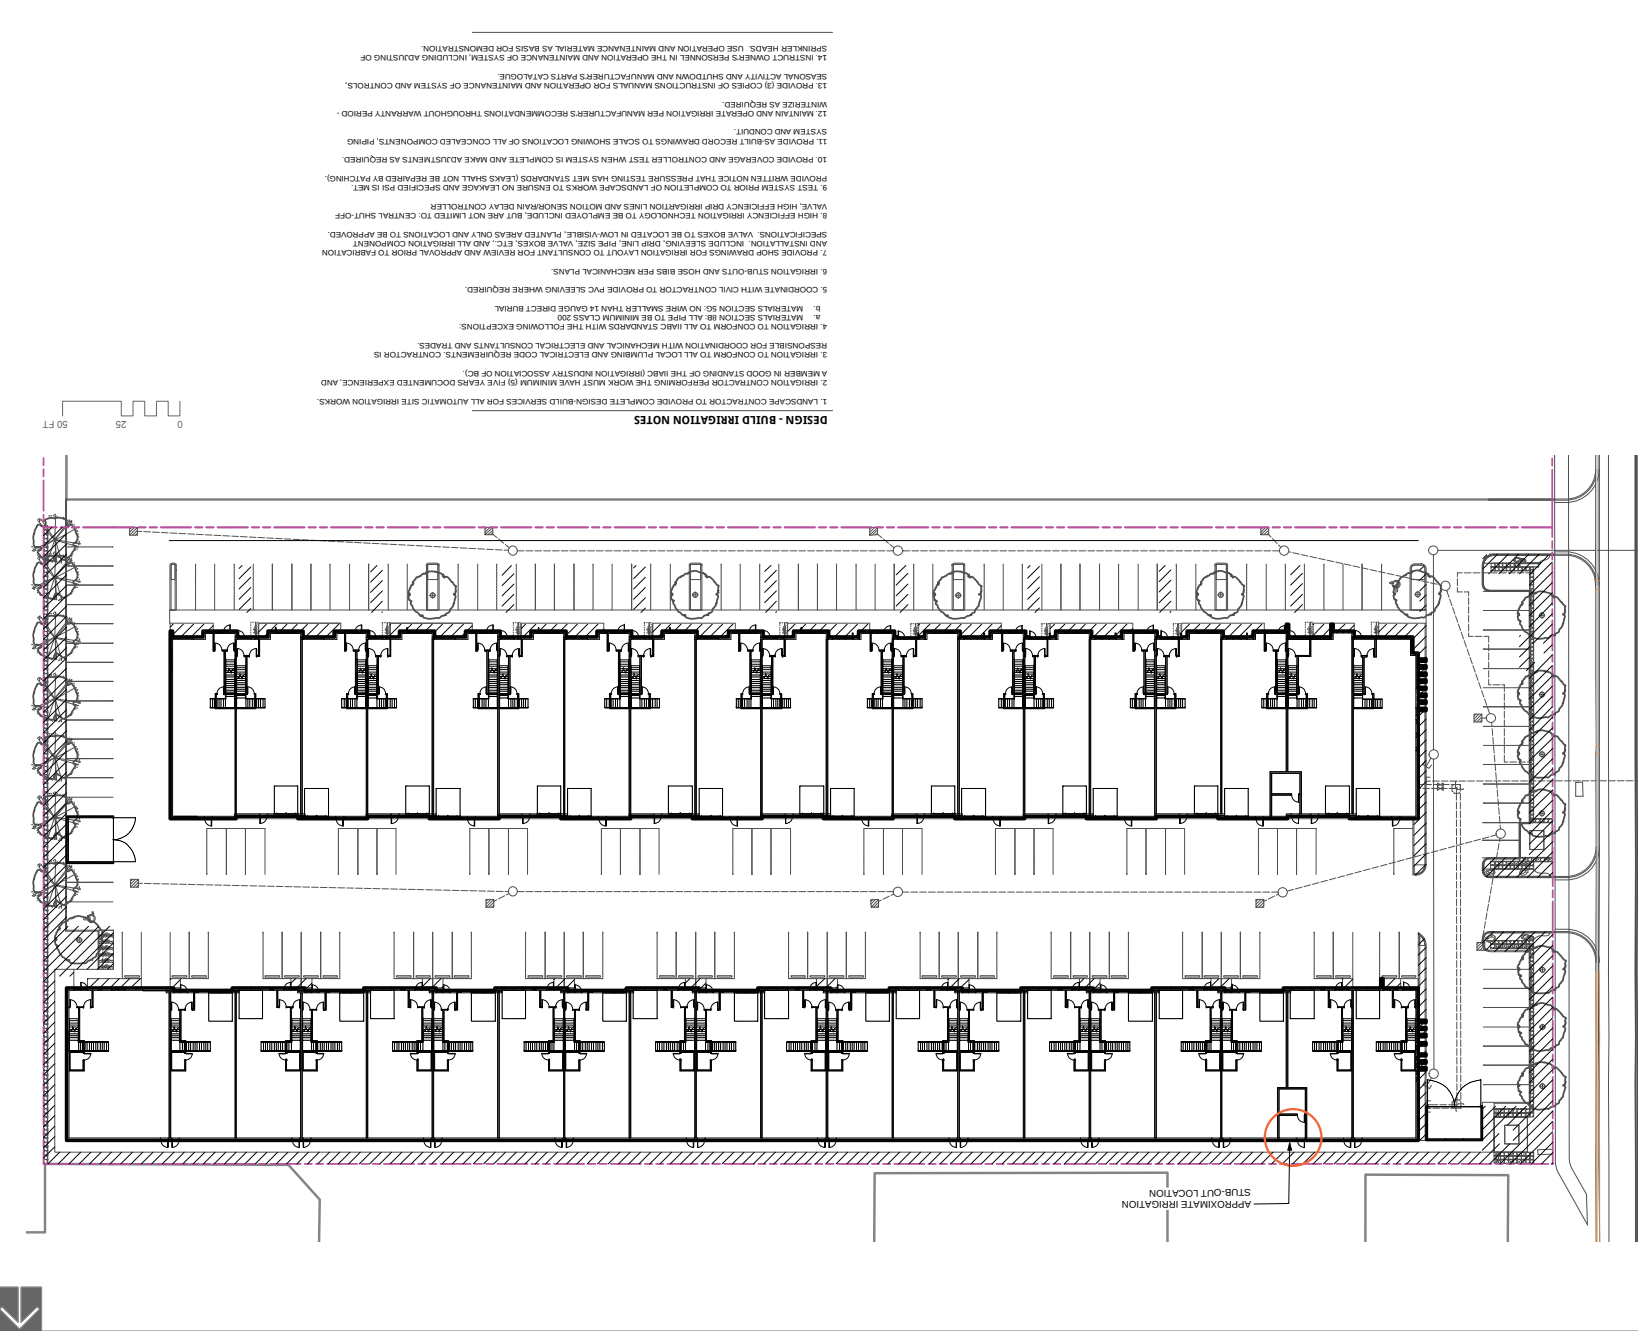 APPROXIMATE IRRIGATION
STUB-OUT LOCATION
0 25 50 FT
DESIGN - BUILD IRRIGATION NOTES
1. LANDSCAPE CONTRACTOR TO PROVIDE COMPLETE DESIGN-BUILD SERVICES FOR ALL AUTOMATIC SITE IRRIGATION WORKS.
2. IRRIGATION CONTRACTOR PERFORMING THE WORK MUST HAVE MINIMUM (5) FIVE YEARS DOCUMENTED EXPERIENCE, AND
A MEMBER IN GOOD STANDING OF THE IIABC (IRRIGATION INDUSTRY ASSOCIATION OF BC).
3. IRRIGATION TO CONFORM TO ALL LOCAL PLUMBING AND ELECTRICAL CODE REQUIREMENTS. CONTRACTOR IS
RESPONSIBLE FOR COORDINATION WITH MECHANICAL AND ELECTRICAL CONSULTANTS AND TRADES.
4. IRRIGATION TO CONFORM TO ALL IIABC STANDARDS WITH THE FOLLOWING EXCEPTIONS:
a. MATERIALS SECTION 8B: ALL PIPE TO BE MINIMUM CLASS 200
b. MATERIALS SECTION 5G: NO WIRE SMALLER THAN 14 GAUGE DIRECT BURIAL
5. COORDINATE WITH CIVIL CONTRACTOR TO PROVIDE PVC SLEEVING WHERE REQUIRED.
6. IRRIGATION STUB-OUTS AND HOSE BIBS PER MECHANICAL PLANS.
7. PROVIDE SHOP DRAWINGS FOR IRRIGATION LAYOUT TO CONSULTANT FOR REVIEW AND APPROVAL PRIOR TO FABRICATION
AND INSTALLATION. INCLUDE SLEEVING, DRIP LINE, PIPE SIZE, VALVE BOXES, ETC., AND ALL IRRIGATION COMPONENT
SPECIFICATIONS. VALVE BOXES TO BE LOCATED IN LOW-VISIBLE, PLANTED AREAS ONLY AND LOCATIONS TO BE APPROVED.
8. HIGH EFFICIENCY IRRIGATION TECHNOLOGY TO BE EMPLOYED INCLUDE, BUT ARE NOT LIMITED TO: CENTRAL SHUT-OFF
VALVE, HIGH EFFICIENCY DRIP IRRIGARTION LINES AND MOTION SENOR/RAIN DELAY CONTROLLER
9. TEST SYSTEM PRIOR TO COMPLETION OF LANDSCAPE WORKS TO ENSURE NO LEAKAGE AND SPECIFIED PSI IS MET.
PROVIDE WRITTEN NOTICE THAT PRESSURE TESTING HAS MET STANDARDS (LEAKS SHALL NOT BE REPAIRED BY PATCHING).
10. PROVIDE COVERAGE AND CONTROLLER TEST WHEN SYSTEM IS COMPLETE AND MAKE ADJUSTMENTS AS REQUIRED.
11. PROVIDE AS-BUILT RECORD DRAWINGS TO SCALE SHOWING LOCATIONS OF ALL CONCEALED COMPONENTS, PIPING
SYSTEM AND CONDUIT.
12. MAINTAIN AND OPERATE IRRIGATION PER MANUFACTURER'S RECOMMENDATIONS THROUGHOUT WARRANTY PERIOD -
WINTERIZE AS REQUIRED.
13. PROVIDE (3) COPIES OF INSTRUCTIONS MANUALS FOR OPERATION AND MAINTENANCE OF SYSTEM AND CONTROLS,
SEASONAL ACTIVITY AND SHUTDOWN AND MANUFACTURER'S PARTS CATALOGUE.
14. INSTRUCT OWNER'S PERSONNEL IN THE OPERATION AND MAINTENANCE OF SYSTEM, INCLUDING ADJUSTING OF
SPRINKLER HEADS. USE OPERATION AND MAINTENANCE MATERIAL AS BASIS FOR DEMONSTRATION.